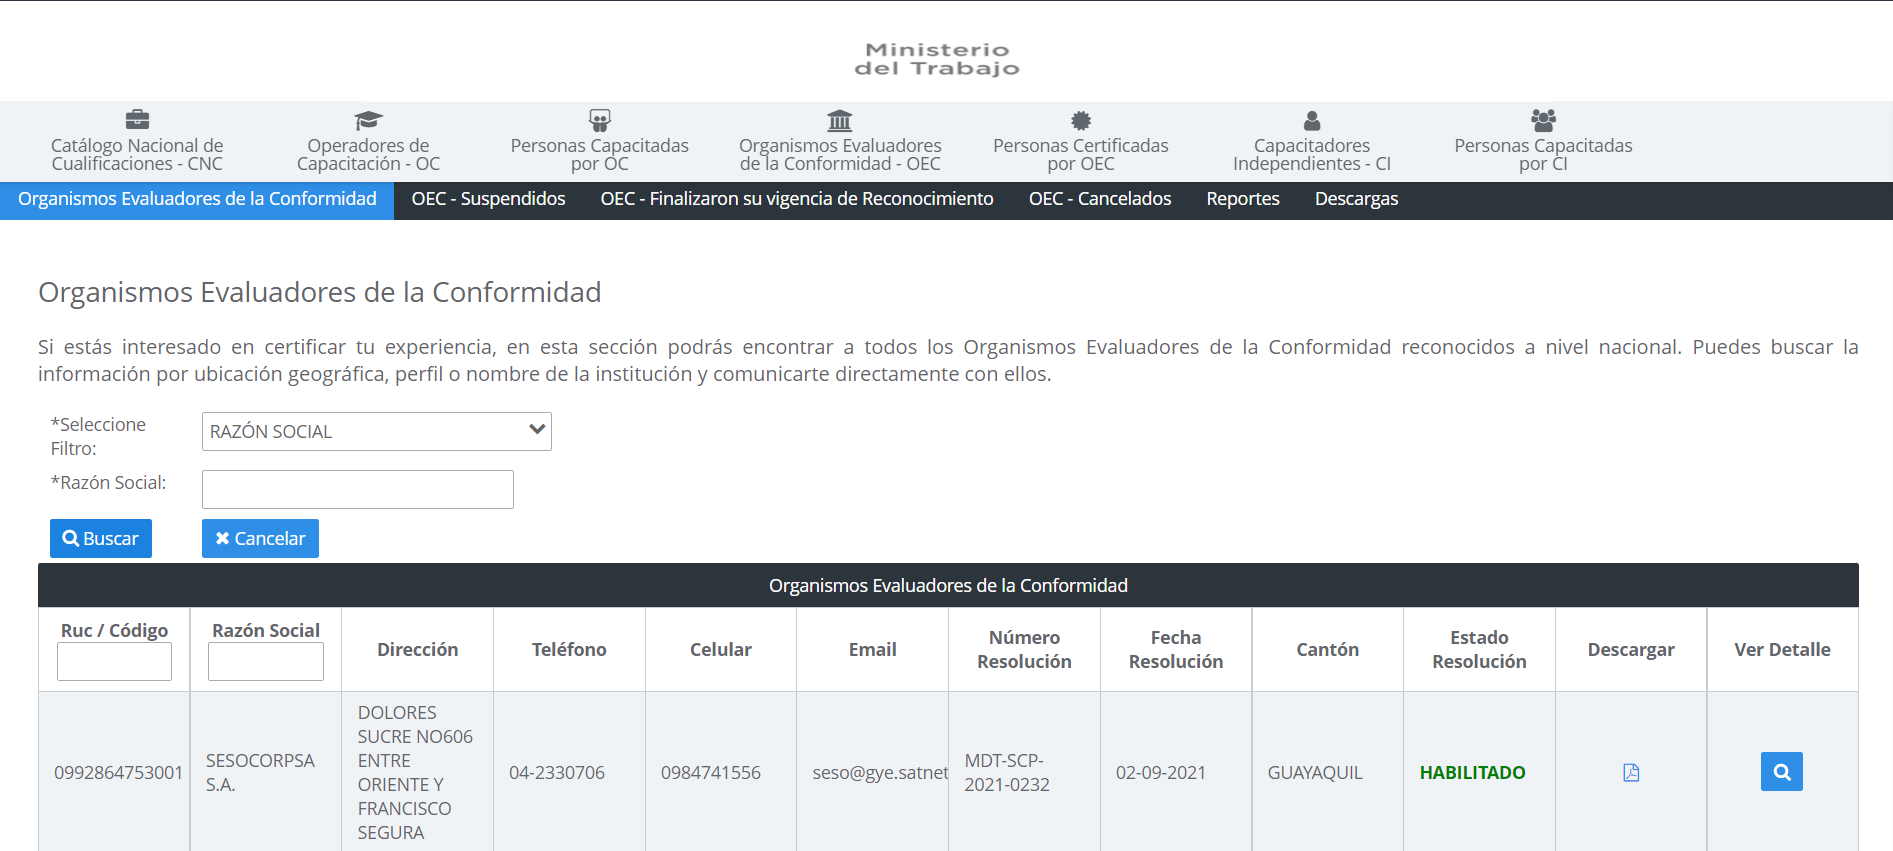 Ministerio
del Trabajo
Catálogo Nacional de
Cualificaciones - CNC
Operadores de
Capacitación - OC
Personas Capacitadas
por OC
Organismos Evaluadores
de la Conformidad - OEC
Personas Certificadas
por OEC
Capacitadores
Independientes - CI
Personas Capacitadas
por CI
Organismos Evaluadores de la Conformidad
OEC - Suspendidos
OEC - Finalizaron su vigencia de Reconocimiento
OEC - Cancelados
Reportes
Descargas
Organismos Evaluadores de la Conformidad
Si estás interesado en certificar tu experiencia, en esta sección podrás encontrar a todos los Organismos Evaluadores de la Conformidad reconocidos a nivel nacional. Puedes buscar la
información por ubicación geográfica, perfil o nombre de la institución y comunicarte directamente con ellos.
*Seleccione
Filtro:
RAZÓN SOCIAL
*Razón Social:
Buscar
Cancelar
Organismos Evaluadores de la Conformidad
Ruc / Código
Razón Social
Dirección
Teléfono
Celular
Email
Número
Resolución
Fecha
Resolución
Cantón
Estado
Resolución
Descargar
Ver Detalle
0992864753001
SESOCORPSA
S.A.
DOLORES
SUCRE NO606
ENTRE
ORIENTE Y
FRANCISCO
SEGURA
04-2330706
0984741556
seso@gye.satnet
MDT-SCP-
2021-0232
02-09-2021
GUAYAQUIL
HABILITADO